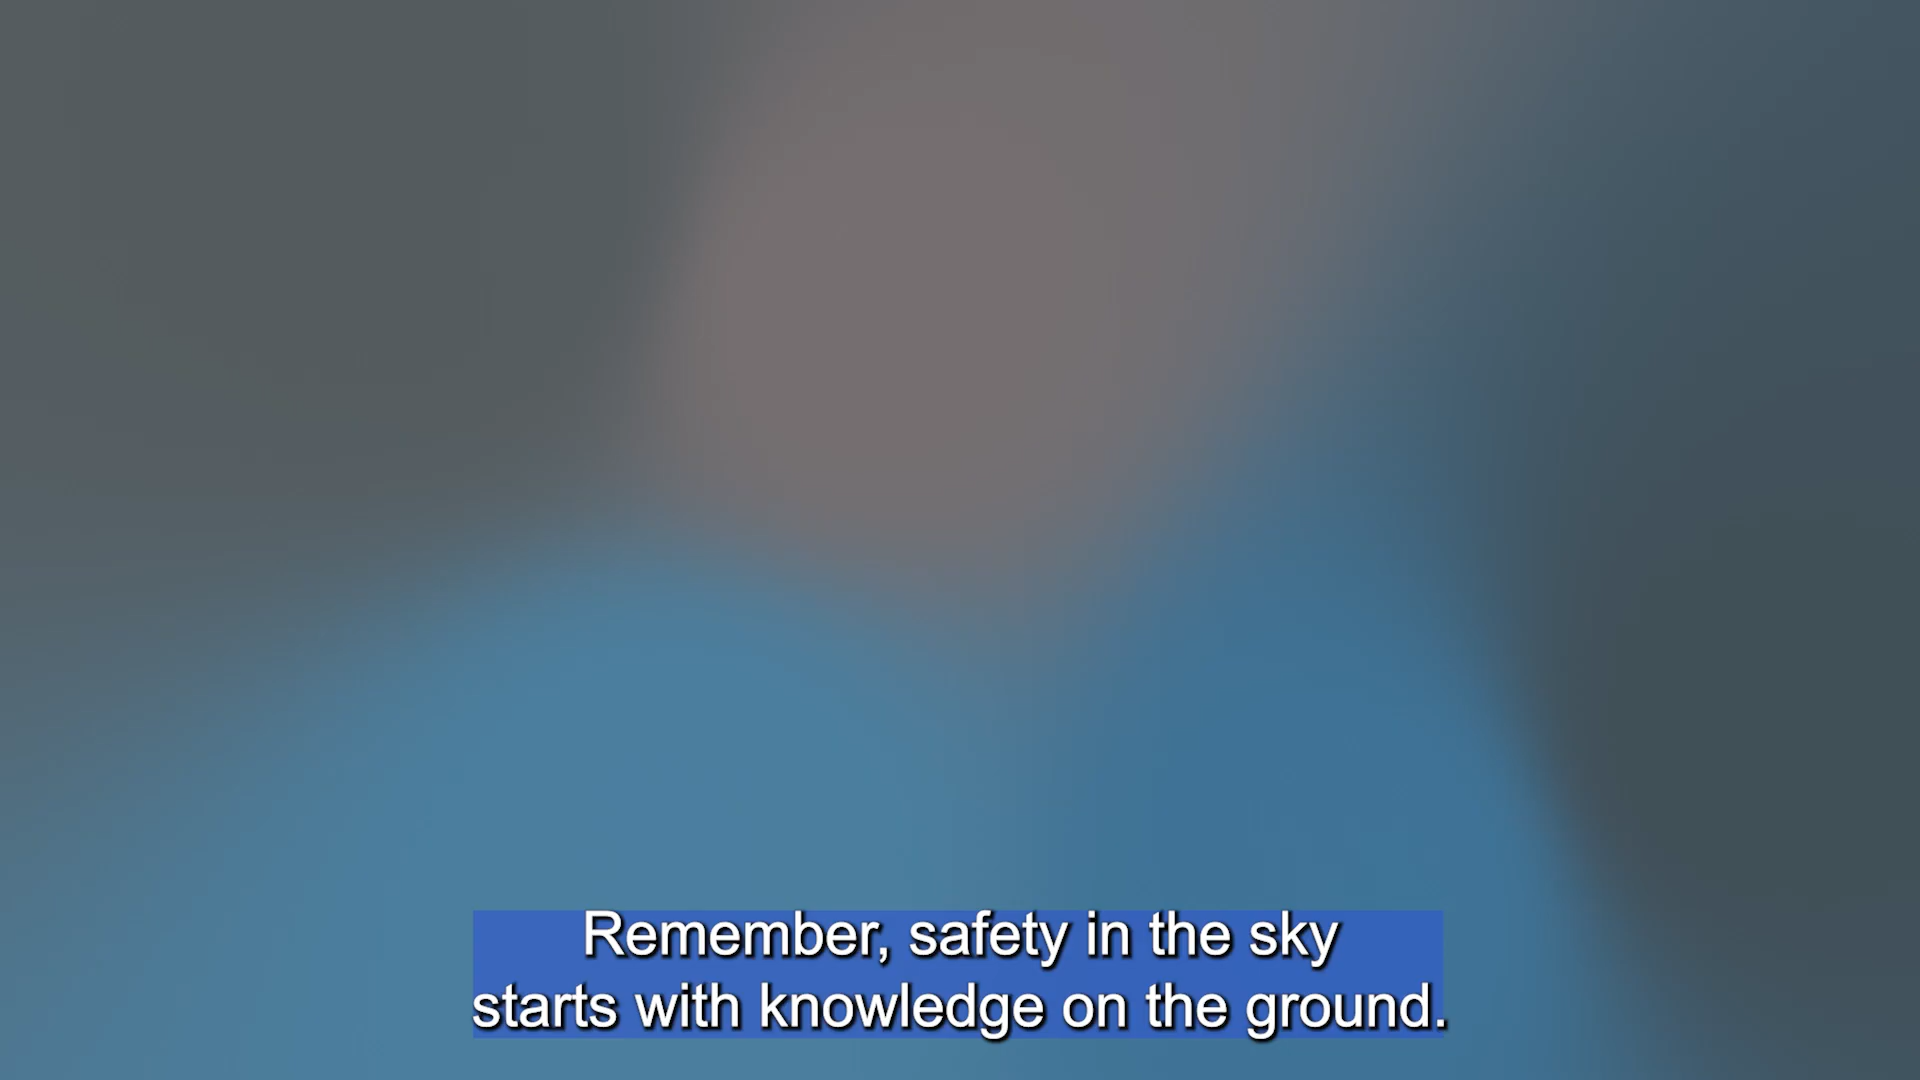 Remember, safety in the sky
starts with knowledge on the ground.